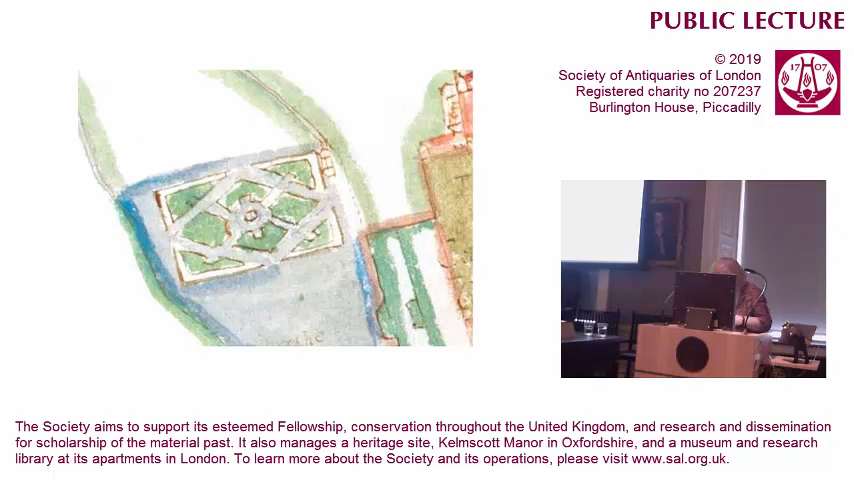 PUBLIC LECTURE
© 2019
Society of Antiquaries of London
Registered charity no 207237
Burlington House, Piccadilly
17 07
the
The Society aims to support its esteemed Fellowship, conservation throughout the United Kingdom, and research and dissemination
for scholarship of the material past. It also manages a heritage site, Kelmscott Manor in Oxfordshire, and a museum and research
library at its apartments in London. To learn more about the Society and its operations, please visit www.sal.org.uk.